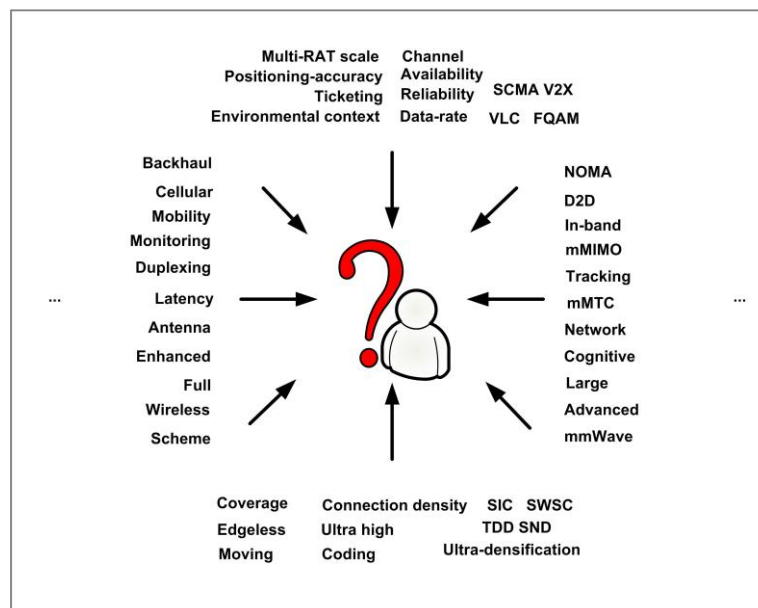 Multi-RAT scale
Positioning-accuracy
Ticketing
Environmental context
Channel
Availability
Reliability
Data-rate
SCMA V2X
VLC FQAM
Backhaul
Cellular
Mobility
Monitoring
Duplexing
Latency
Antenna
Enhanced
Full
Wireless
Scheme
...
?
NOMA
D2D
In-band
mMIMO
Tracking
mMTC
Network
Cognitive
Large
Advanced
mmWave
...
Coverage
Edgeless
Moving
Connection density
Ultra high
Coding
SIC SWSC
TDD SND
Ultra-densification